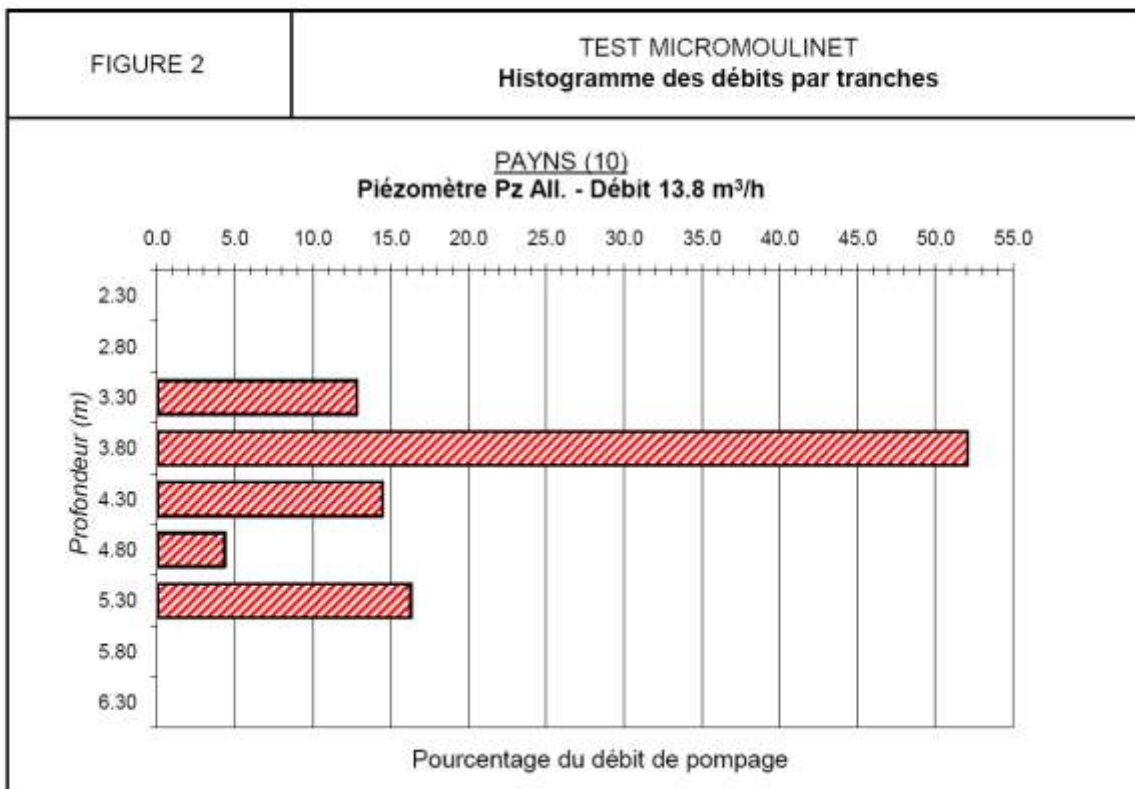 FIGURE 2
TEST MICROMOULINET
Histogramme des débits par tranches
PAYNS (10)
Piézomètre Pz All. - Débit 13.8 m³/h
0.0 5.0 10.0 15.0 20.0 25.0 30.0 35.0 40.0 45.0 50.0 55.0
Profondeur (m)
2.30
2.80
3.30
3.80
4.30
4.80
5.30
5.80
6.30
Pourcentage du débit de pompage